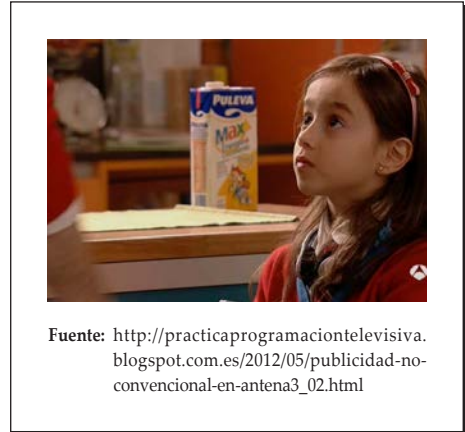 PULEVA
Max
Fuente: http://practicaprogramaciontelevisiva.
blogspot.com.es/2012/05/publicidad-no-
convencional-en-antena3_02.html